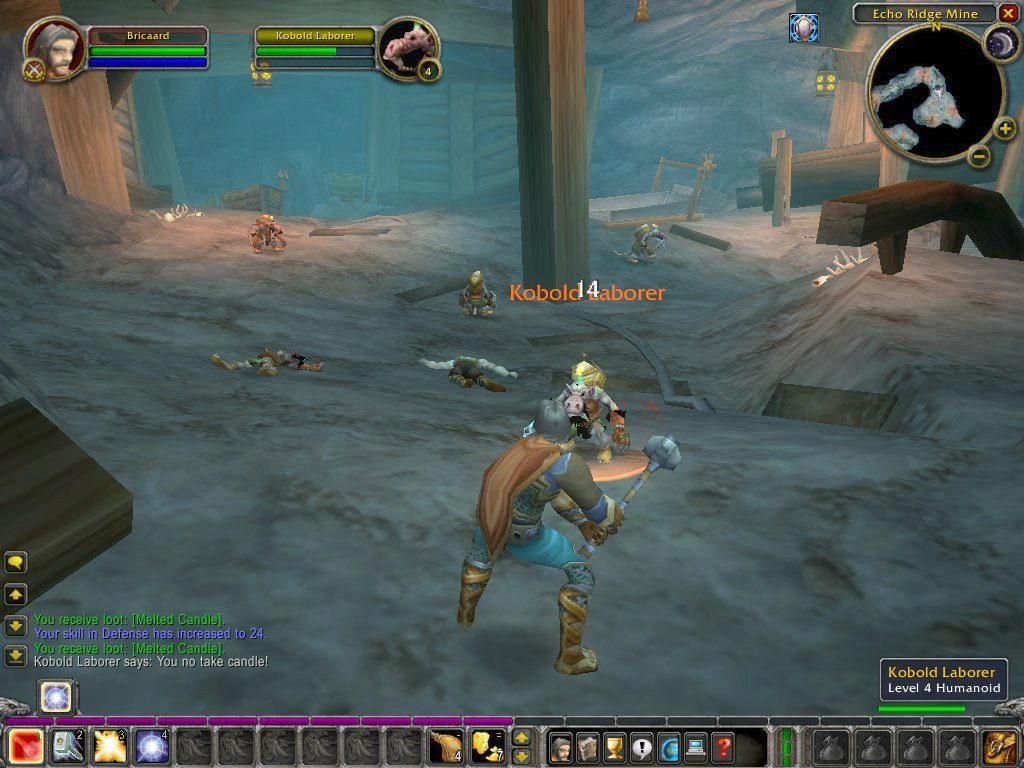 Bricaard
Kobold Laborer
4
Echo Ridge Mine
N
Kobold Laborer
14
You receive loot: [Melted Candle].
Your skill in Defense has increased to 24.
You receive loot: [Melted Candle].
Kobold Laborer says: You no take candle!
Kobold Laborer
Level 4 Humanoid
1 2 3 4
4 7